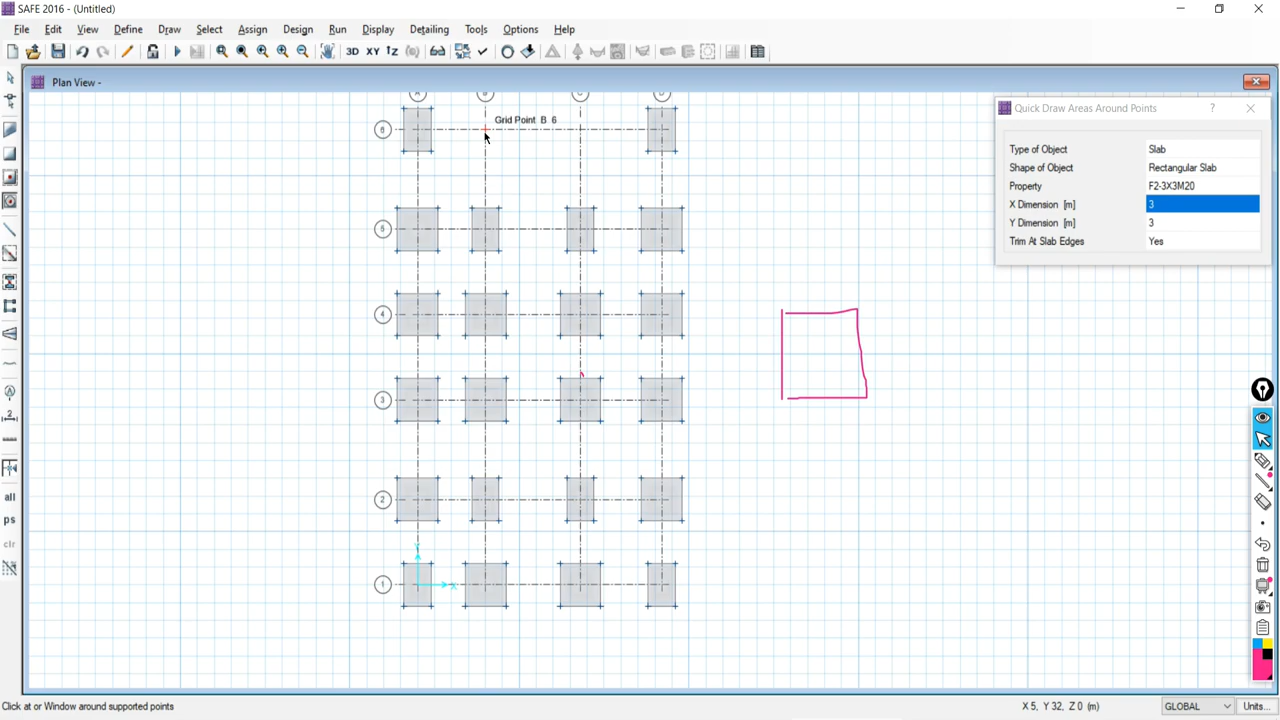 SAFE 2016 - (Untitled)
File Edit View Define Draw Select Assign Design Run Display Detailing Tools Options Help
3D XY
Plan View -
Quick Draw Areas Around Points ?
Grid Point B 6
6
Type of Object Slab
Shape of Object Rectangular Slab
Property F2-3X3M20
X Dimension [m] 3
Y Dimension [m] 3
Trim At Slab Edges Yes
5
4
3
2
1
Y
X
all
ps
clr
Click at or Window around supported points
X 5, Y 32, Z 0 (m)
GLOBAL
Units...